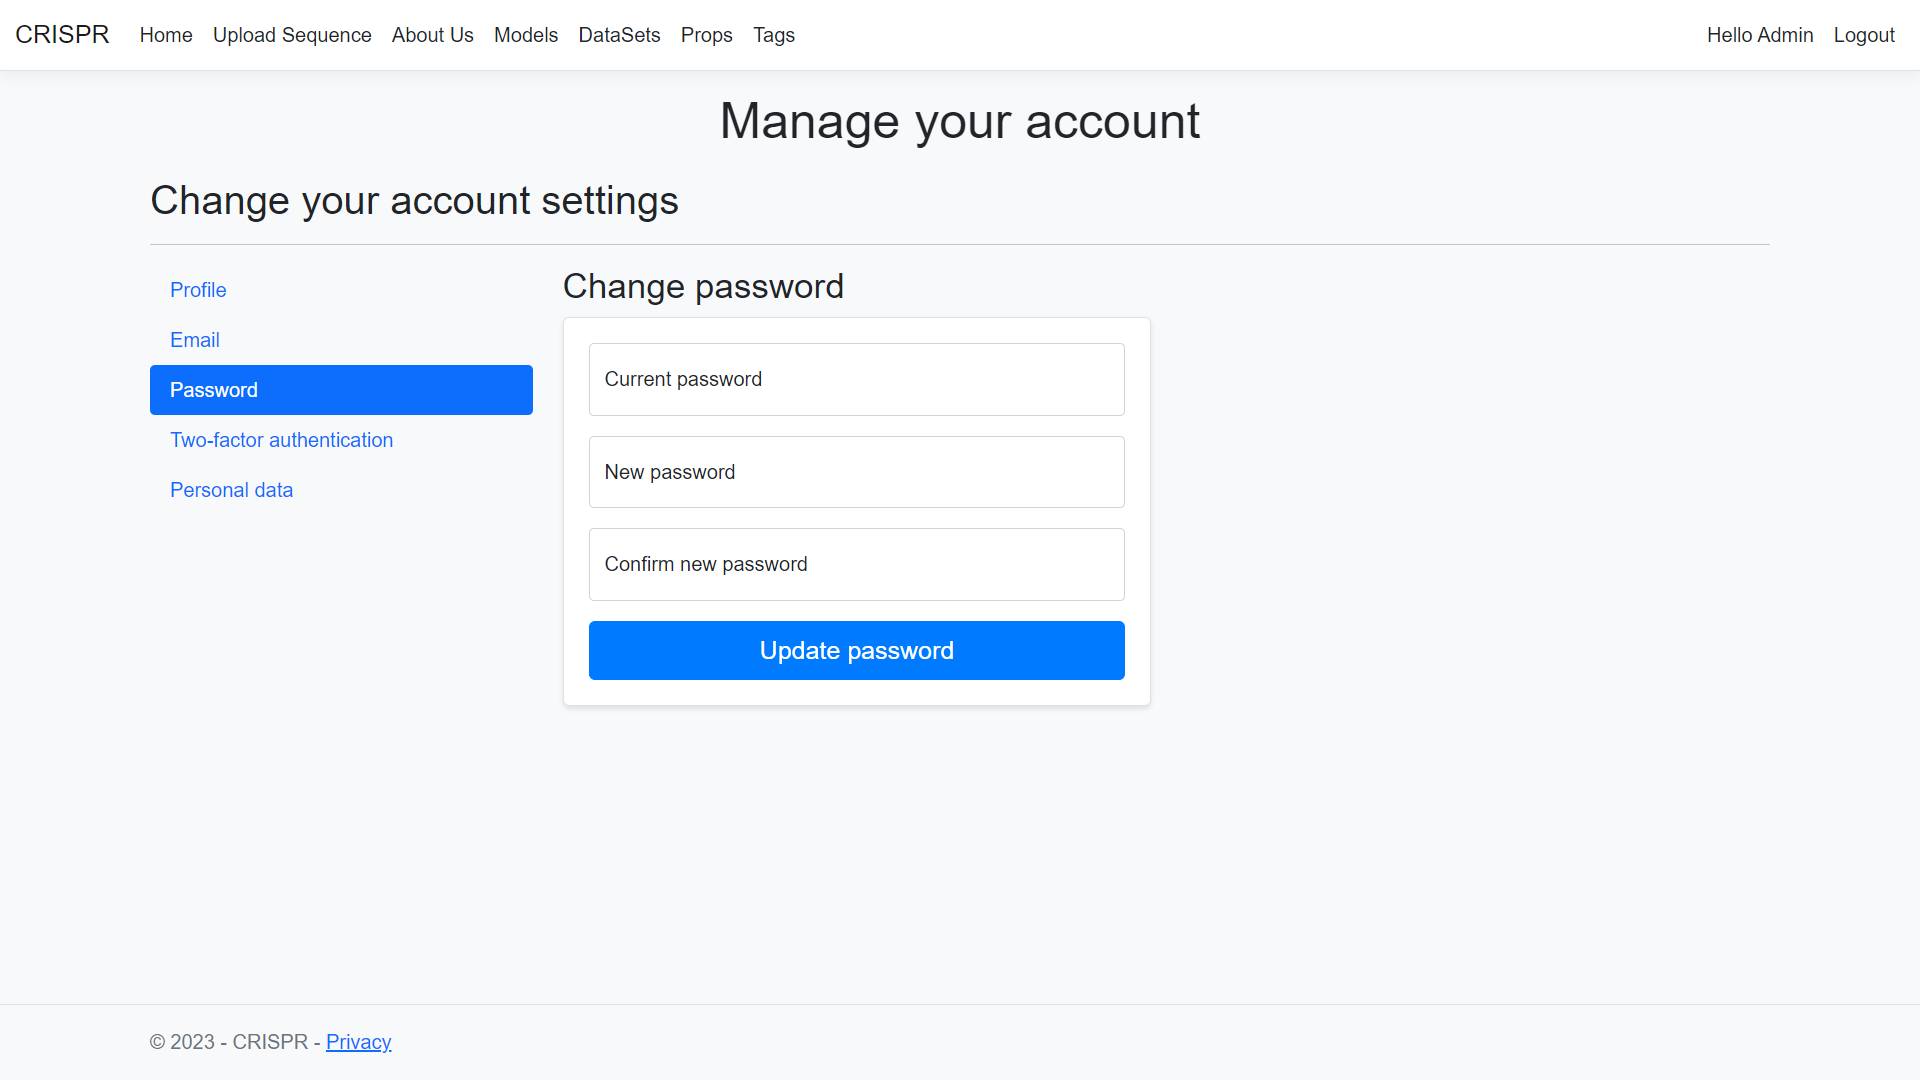 CRISPR Home Upload Sequence About Us Models DataSets Props Tags Hello Admin Logout
Manage your account
Change your account settings
Profile
Email
Password
Two-factor authentication
Personal data
Change password
Current password
New password
Confirm new password
Update password
© 2023 - CRISPR - Privacy